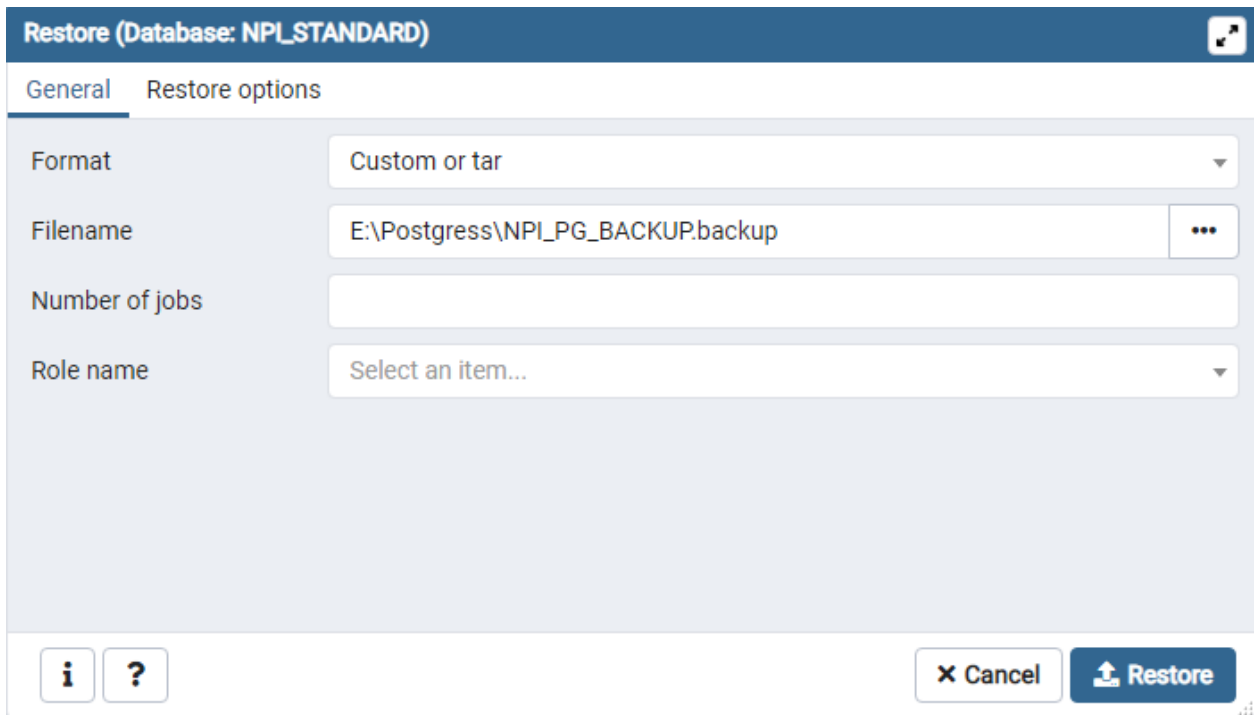 Restore (Database: NPI_STANDARD)
General Restore options
Format Custom or tar
Filename E:\Postgress\NPI_PG_BACKUP.backup •••
Number of jobs
Role name Select an item...
i ? × Cancel Restore